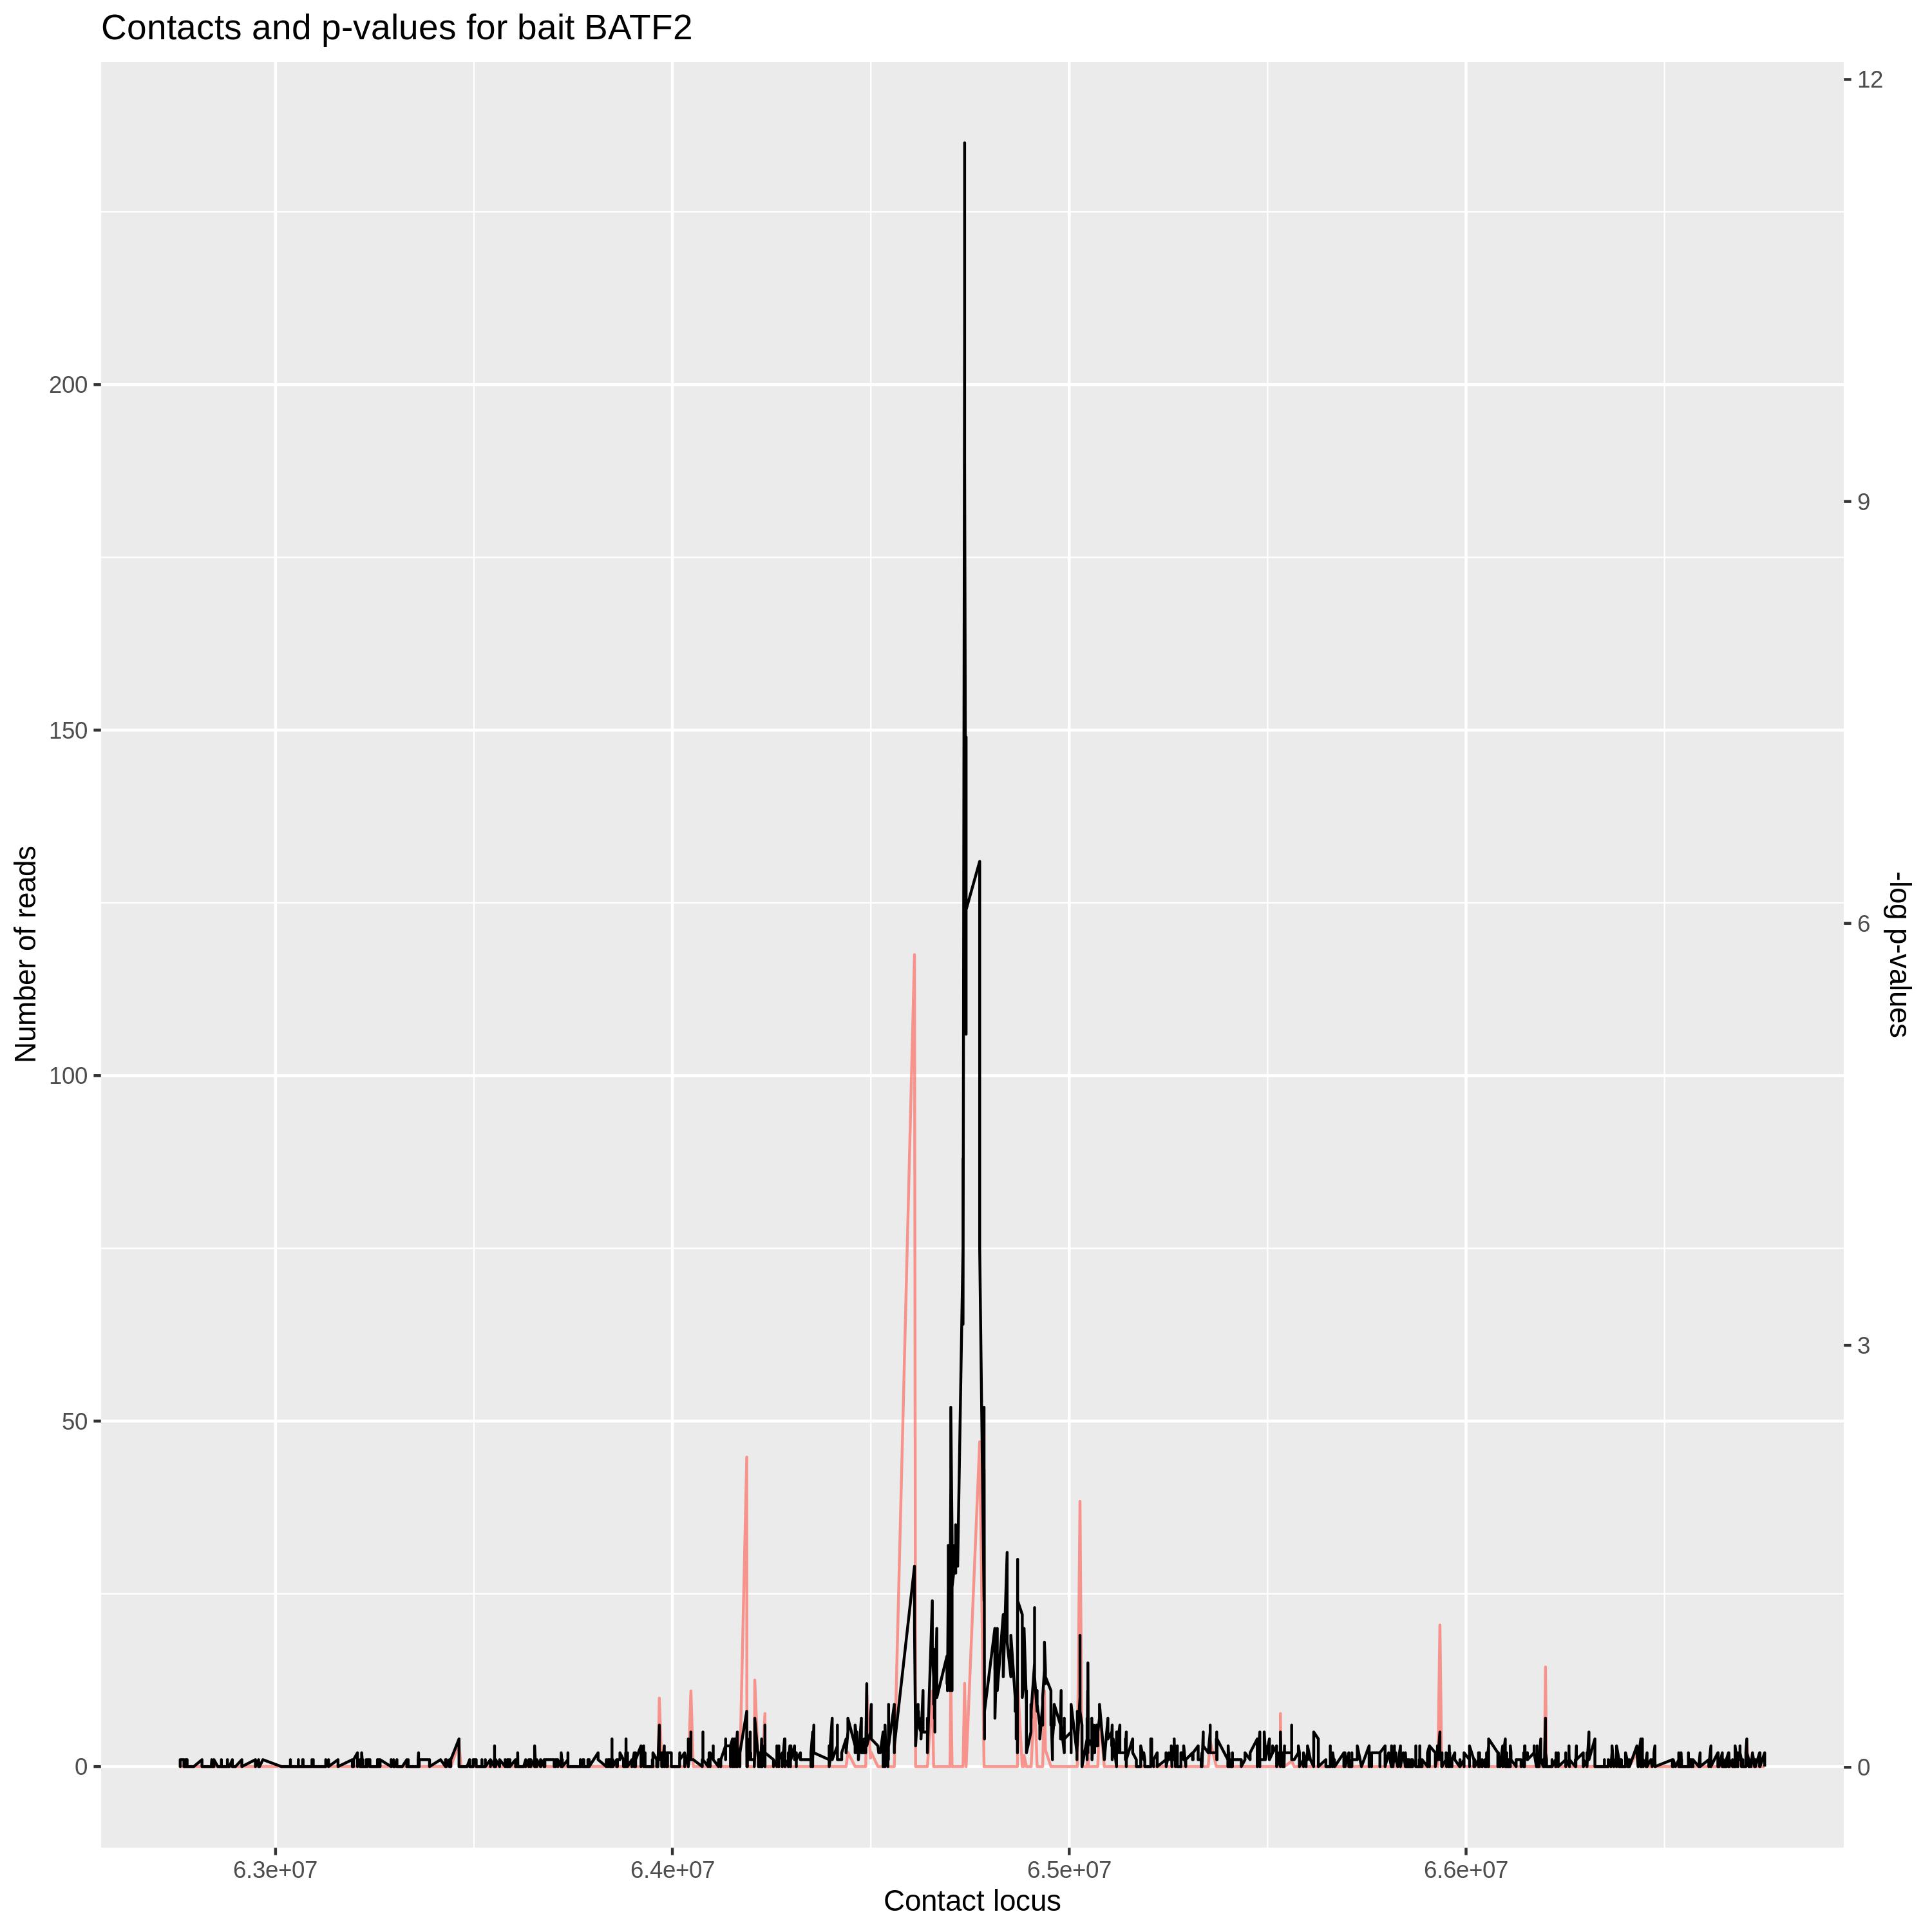 Contacts and p-values for bait BATF2
12
9
6
3
0
-log p-values
200
150
100
50
0
Number of reads
6.3e+07
6.4e+07
6.5e+07
6.6e+07
Contact locus